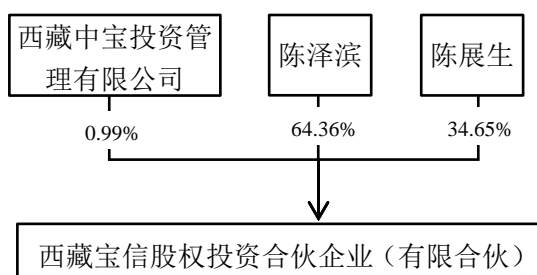 西藏中宝投资管
理有限公司
陈泽滨
陈展生
0.99%
64.36%
34.65%
西藏宝信股权投资合伙企业（有限合伙）